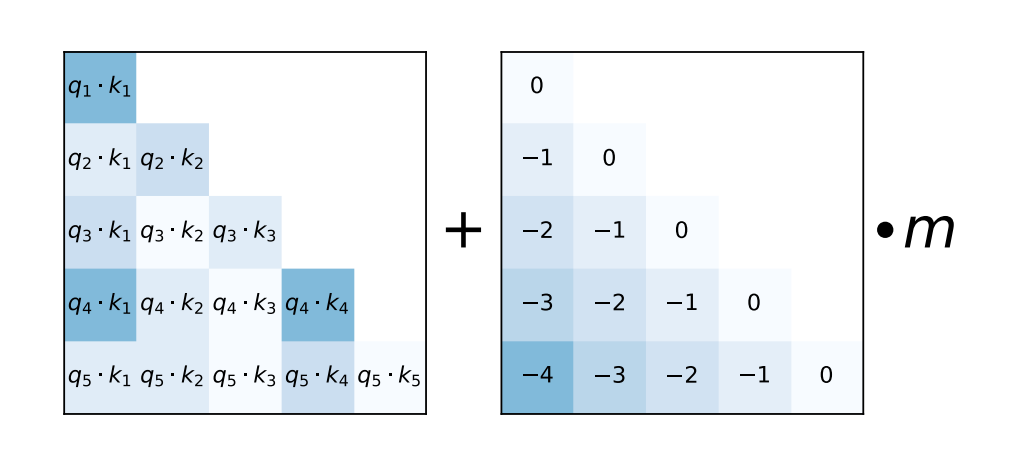 q₁ · k₁ 0
q₂ · k₁ q₂ · k₂ −1 0
q₃ · k₁ q₃ · k₂ q₃ · k₃ + −2 −1 0 • m
q₄ · k₁ q₄ · k₂ q₄ · k₃ q₄ · k₄ −3 −2 −1 0
q₅ · k₁ q₅ · k₂ q₅ · k₃ q₅ · k₄ q₅ · k₅ −4 −3 −2 −1 0